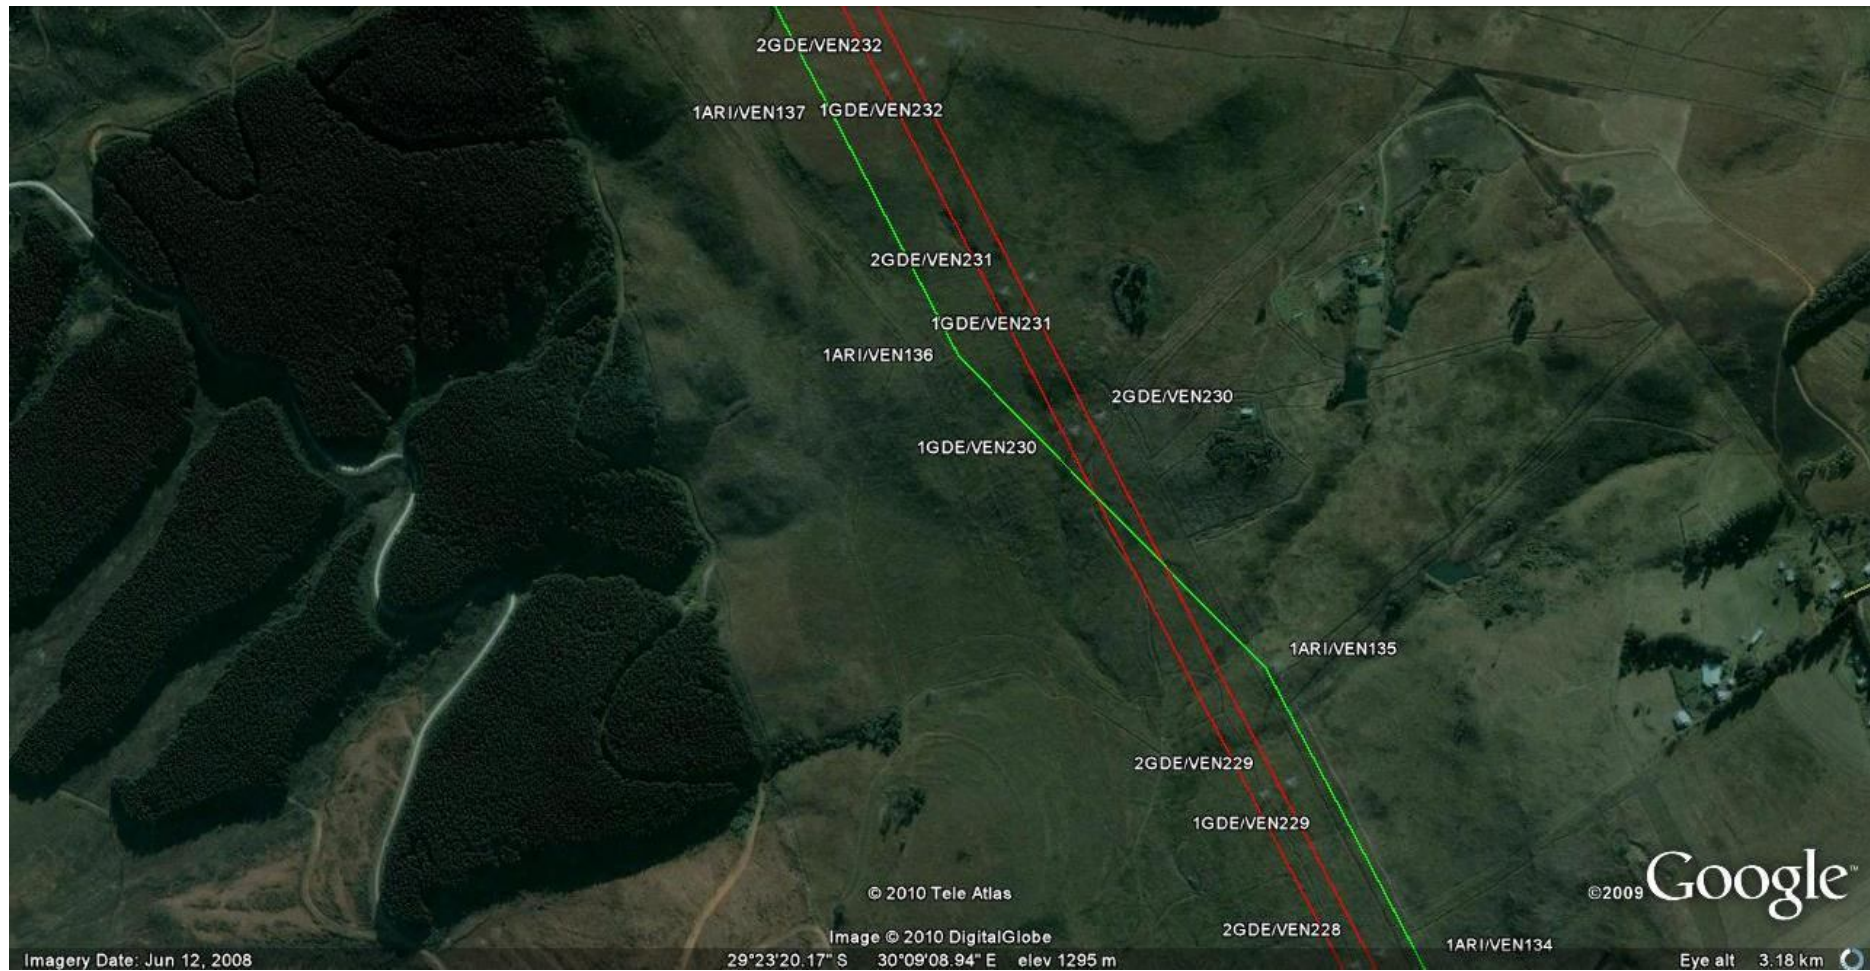 2GDE/VEN232
1ARI/VEN137
1GDE/VEN232
2GDE/VEN231
1GDE/VEN231
1ARI/VEN136
2GDE/VEN230
1GDE/VEN230
1ARI/VEN135
2GDE/VEN229
1GDE/VEN229
© 2010 Tele Atlas
©2009 Google™
2GDE/VEN228
Image © 2010 DigitalGlobe
1ARI/VEN134
Imagery Date: Jun 12, 2008
29°23'20.17" S 30°09'08.94" E elev 1295 m
Eye alt 3.18 km